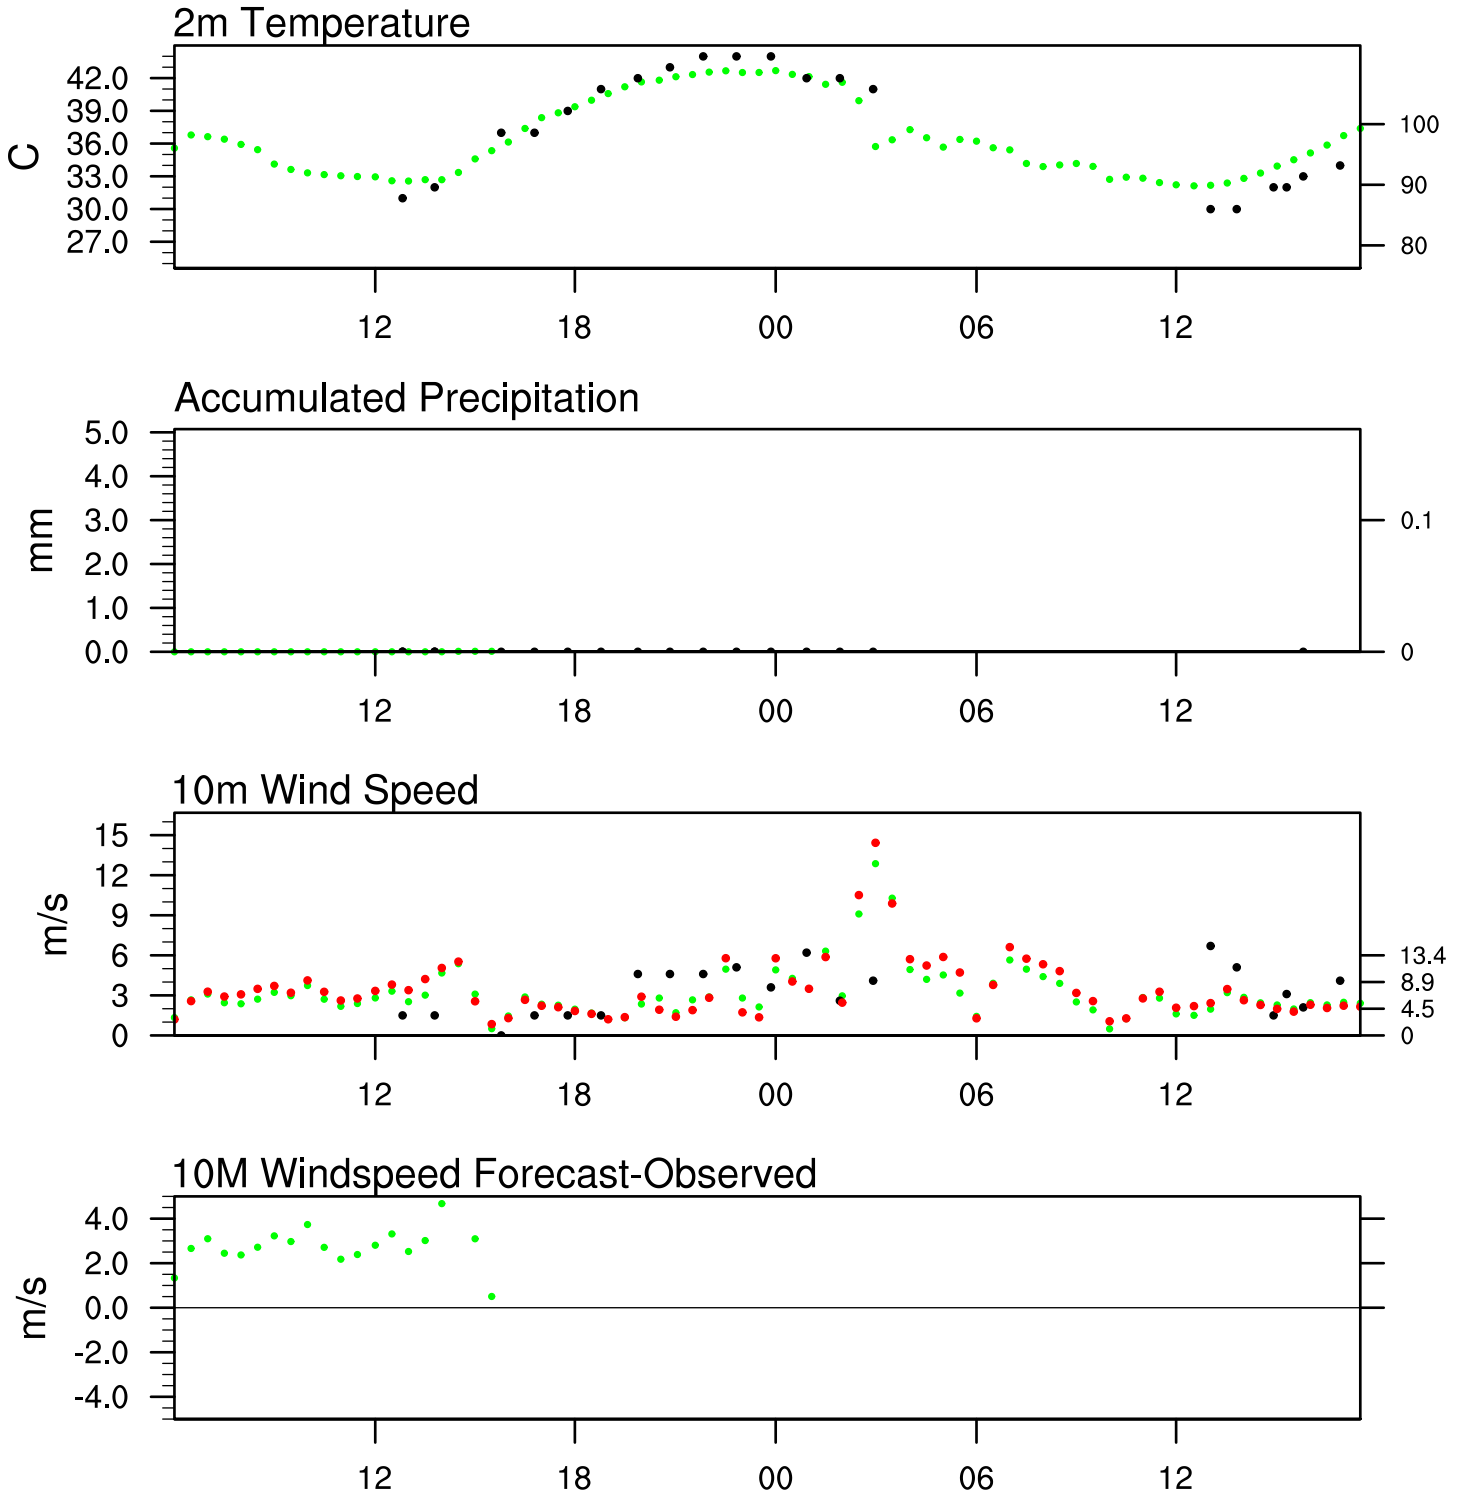 2m Temperature
42.0
39.0
36.0
33.0
30.0
27.0
C
100
90
80
12 18 00 06 12
Accumulated Precipitation
5.0
4.0
3.0
2.0
1.0
0.0
mm
0.1
0
12 18 00 06 12
10m Wind Speed
15
12
9
6
3
0
m/s
13.4
8.9
4.5
0
12 18 00 06 12
10M Windspeed Forecast-Observed
4.0
2.0
0.0
-2.0
-4.0
m/s
12 18 00 06 12